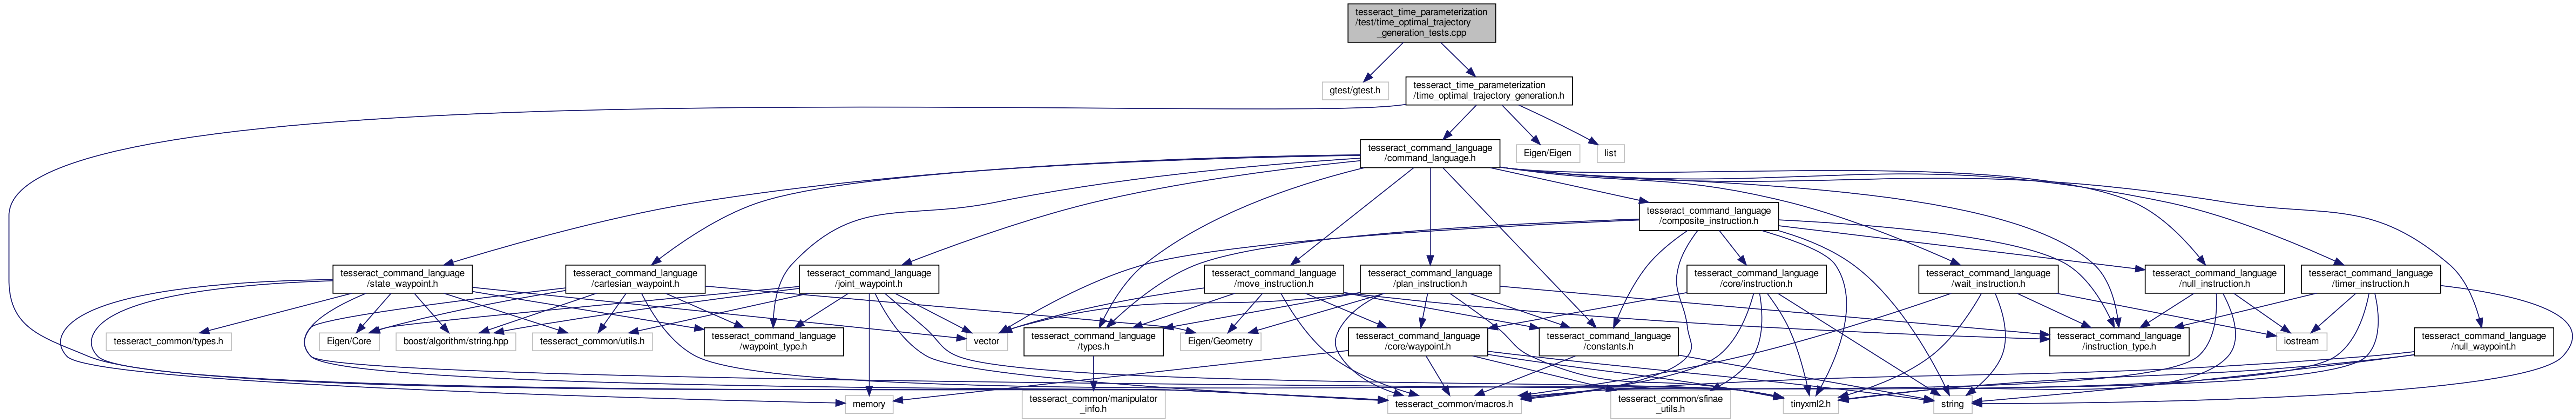 tesseract_time_parameterization
/test/time_optimal_trajectory
_generation_tests.cpp
gtest/gtest.h
tesseract_time_parameterization
/time_optimal_trajectory_generation.h
tesseract_command_language
/command_language.h
Eigen/Eigen
list
tesseract_command_language
/composite_instruction.h
tesseract_command_language
/state_waypoint.h
tesseract_command_language
/cartesian_waypoint.h
tesseract_command_language
/joint_waypoint.h
tesseract_command_language
/move_instruction.h
tesseract_command_language
/plan_instruction.h
tesseract_command_language
/core/instruction.h
tesseract_command_language
/wait_instruction.h
tesseract_command_language
/null_instruction.h
tesseract_command_language
/timer_instruction.h
tesseract_common/types.h
Eigen/Core
boost/algorithm/string.hpp
tesseract_common/utils.h
tesseract_command_language
/waypoint_type.h
vector
tesseract_command_language
/types.h
Eigen/Geometry
tesseract_command_language
/core/waypoint.h
tesseract_command_language
/constants.h
tesseract_command_language
/instruction_type.h
iostream
tesseract_command_language
/null_waypoint.h
memory
tesseract_common/manipulator
_info.h
tesseract_common/macros.h
tesseract_common/sfinae
_utils.h
tinyxml2.h
string